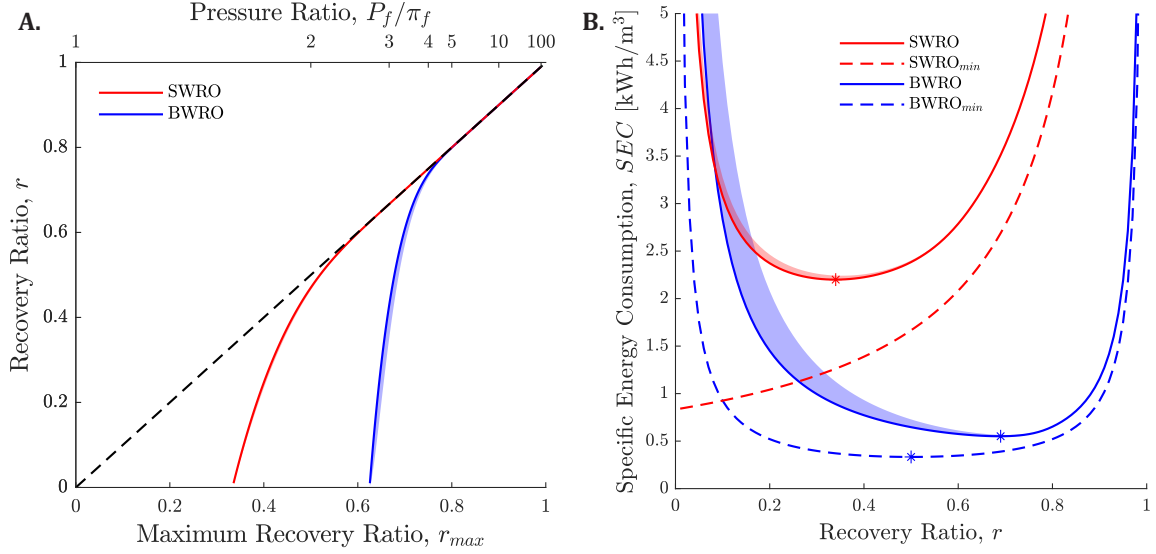 A.
Pressure Ratio, P_f/π_f
1 2 3 4 5 10 100
1
0.8
0.6
0.4
0.2
0
Recovery Ratio, r
SWRO
BWRO
0 0.2 0.4 0.6 0.8 1
Maximum Recovery Ratio, r_max
B.
5
4.5
4
3.5
3
2.5
2
1.5
1
0.5
0
Specific Energy Consumption, SEC [kWh/m³]
SWRO
SWRO_min
BWRO
BWRO_min
0 0.2 0.4 0.6 0.8 1
Recovery Ratio, r